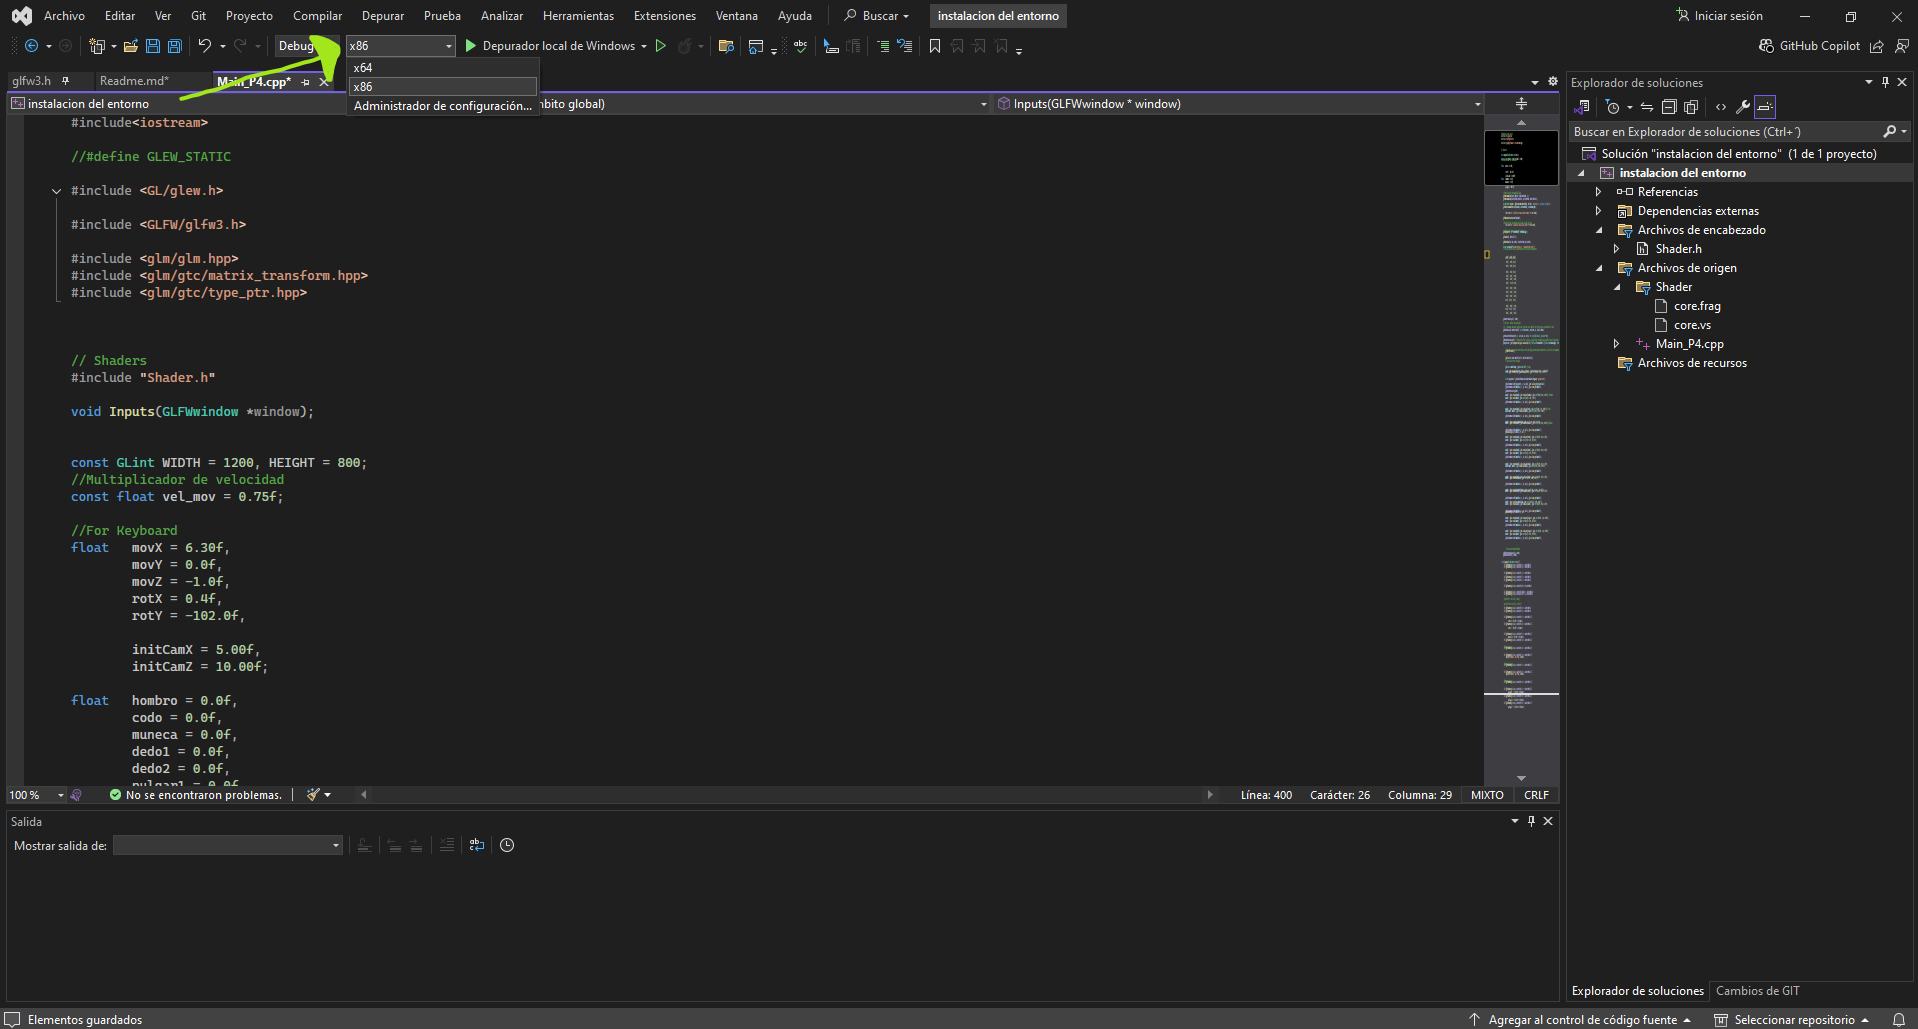 Archivo Editar Ver Git Proyecto Compilar Depurar Prueba Analizar Herramientas Extensiones Ventana Ayuda Buscar instalacion del entorno Iniciar sesión
Debug x86 Depurador local de Windows GitHub Copilot
x64
x86
Administrador de configuración...
glfw3.h Readme.md* Main_P4.cpp*
instalacion del entorno mbito global) Inputs(GLFWwindow * window)
#include<iostream>
//#define GLEW_STATIC
#include <GL/glew.h>
#include <GLFW/glfw3.h>
#include <glm/glm.hpp>
#include <glm/gtc/matrix_transform.hpp>
#include <glm/gtc/type_ptr.hpp>
// Shaders
#include "Shader.h"
void Inputs(GLFWwindow *window);
const GLint WIDTH = 1200, HEIGHT = 800;
//Multiplicador de velocidad
const float vel_mov = 0.75f;
//For Keyboard
float movX = 6.30f,
movY = 0.0f,
movZ = -1.0f,
rotX = 0.4f,
rotY = -102.0f,
initCamX = 5.00f,
initCamZ = 10.00f;
float hombro = 0.0f,
codo = 0.0f,
muneca = 0.0f,
dedo1 = 0.0f,
dedo2 = 0.0f,
pulgar1 = 0.0f
100 % No se encontraron problemas. Línea: 400 Carácter: 26 Columna: 29 MIXTO CRLF
Salida
Mostrar salida de:
Explorador de soluciones
Buscar en Explorador de soluciones (Ctrl+´)
Solución "instalacion del entorno" (1 de 1 proyecto)
instalacion del entorno
Referencias
Dependencias externas
Archivos de encabezado
Shader.h
Archivos de origen
Shader
core.frag
core.vs
Main_P4.cpp
Archivos de recursos
Explorador de soluciones Cambios de GIT
Elementos guardados Agregar al control de código fuente Seleccionar repositorio